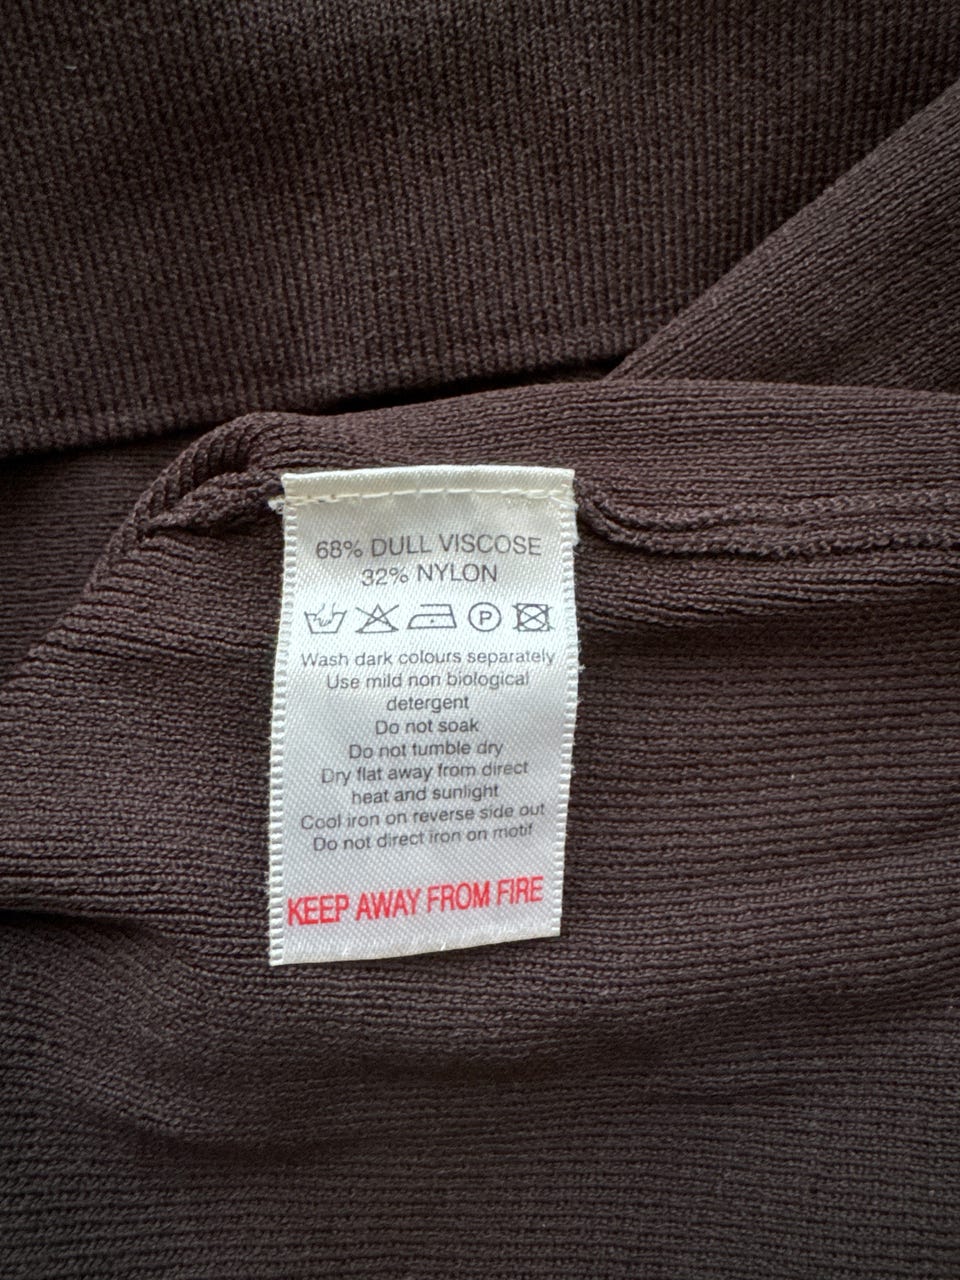 68% DULL VISCOSE
32% NYLON
P
Wash dark colours separately
Use mild non biological
detergent
Do not soak
Do not tumble dry
Dry flat away from direct
heat and sunlight
Cool iron on reverse side out
Do not direct iron on motif
KEEP AWAY FROM FIRE